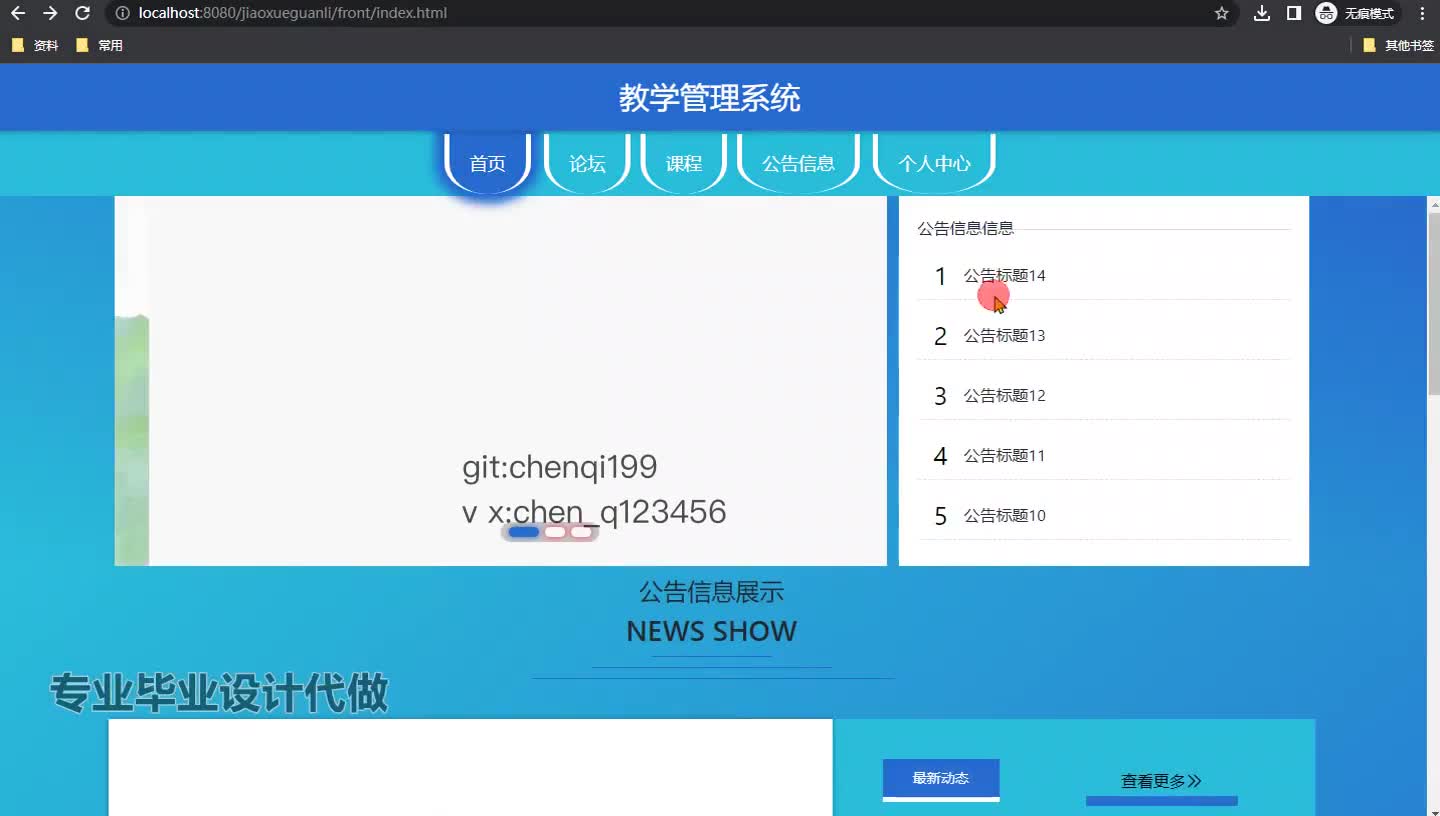 localhost:8080/jiaoxueguanli/front/index.html
无痕模式
资料
常用
其他书签
教学管理系统
首页
论坛
课程
公告信息
个人中心
公告信息信息
1 公告标题14
2 公告标题13
3 公告标题12
4 公告标题11
5 公告标题10
git:chenqi199
v x:chen_q123456
公告信息展示
NEWS SHOW
专业毕业设计代做
最新动态
查看更多